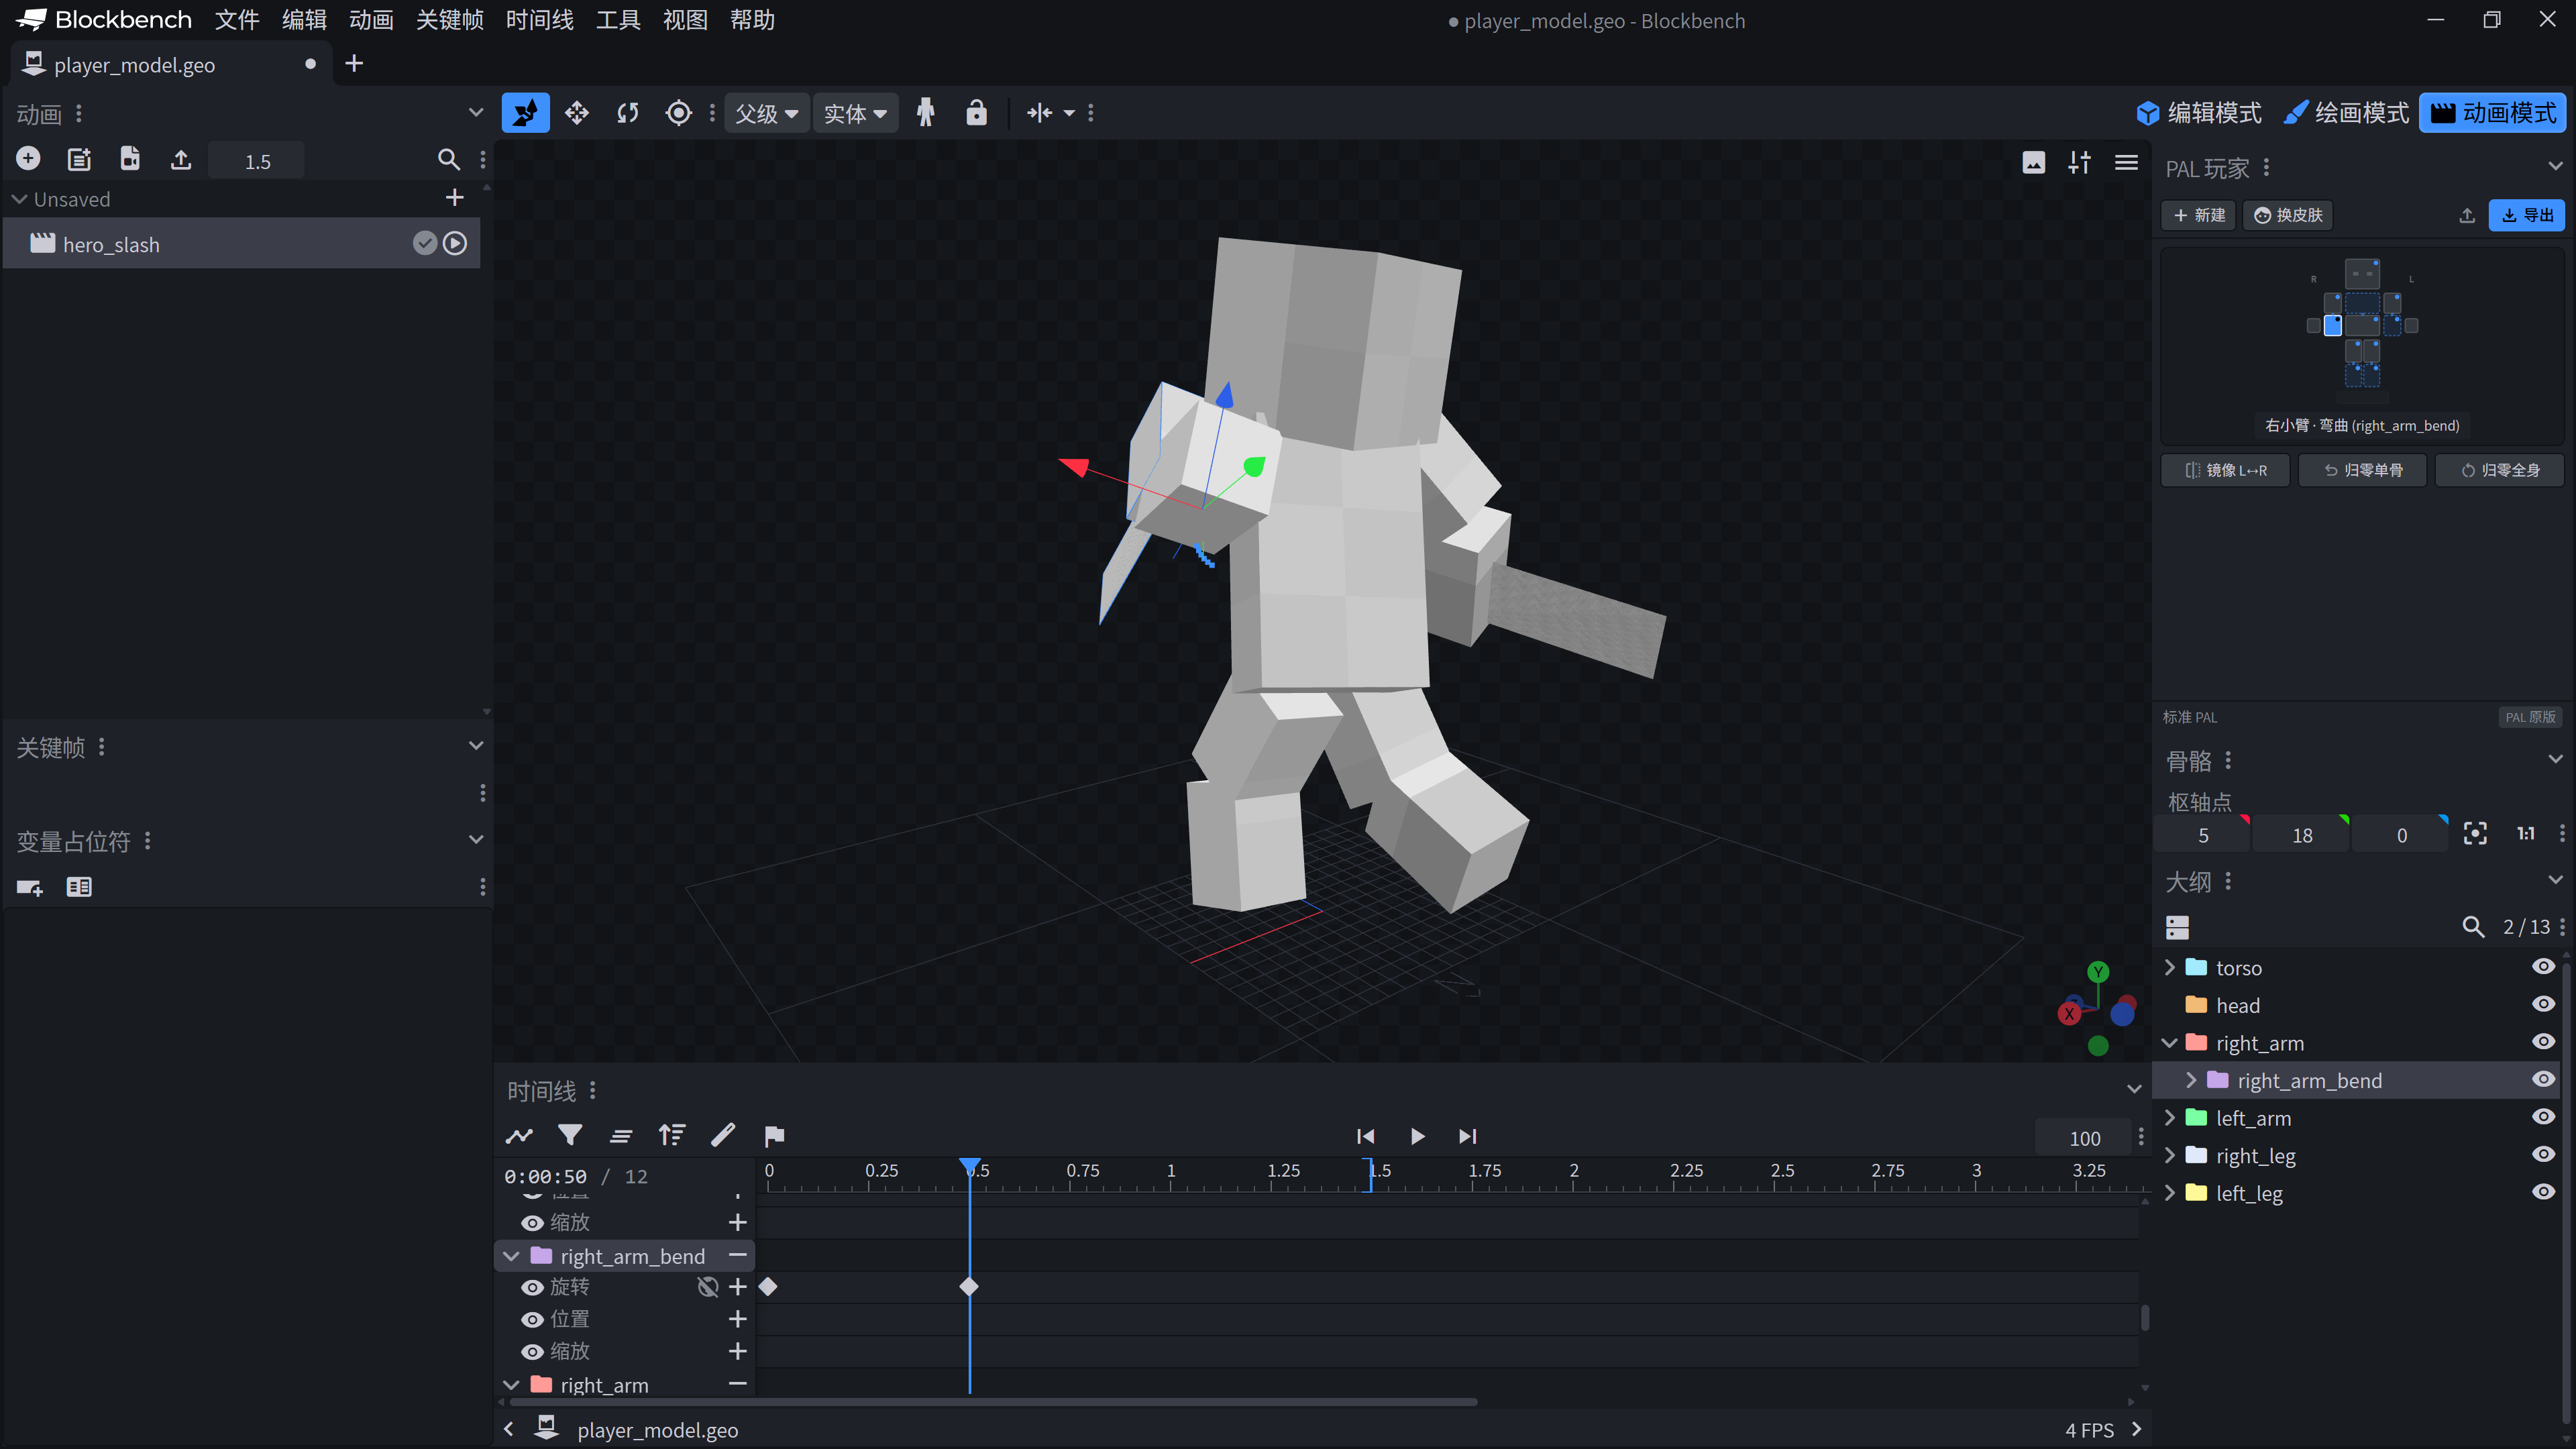 Blockbench 文件 编辑 动画 关键帧 时间线 工具 视图 帮助
● player_model.geo - Blockbench
player_model.geo
动画
父级 实体
编辑模式 绘画模式 动画模式
1.5
Unsaved
hero_slash
PAL 玩家
新建 换皮肤 导出
R L
右小臂 · 弯曲 (right_arm_bend)
镜像 L↔R 归零单骨 归零全身
标准 PAL PAL 原版
关键帧
变量占位符
骨骼
枢轴点
5 18 0 1:1
大纲
2 / 13
torso
head
right_arm
right_arm_bend
left_arm
right_leg
left_leg
Y
X
时间线
100
0:00:50 / 12
0 0.25 0.5 0.75 1 1.25 1.5 1.75 2 2.25 2.5 2.75 3 3.25
位置
缩放
right_arm_bend
旋转
位置
缩放
right_arm
player_model.geo
4 FPS